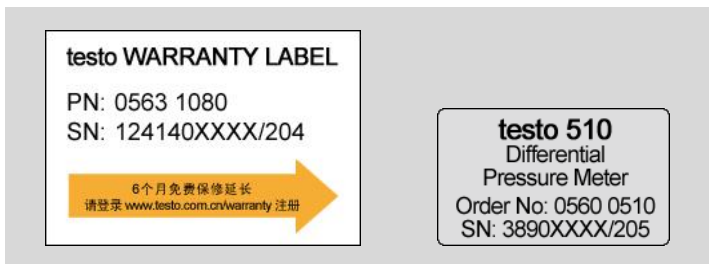 testo WARRANTY LABEL
PN: 0563 1080
SN: 124140XXXX/204
6个月免费保修延长
请登录 www.testo.com.cn/warranty 注册
testo 510
Differential
Pressure Meter
Order No: 0560 0510
SN: 3890XXXX/205